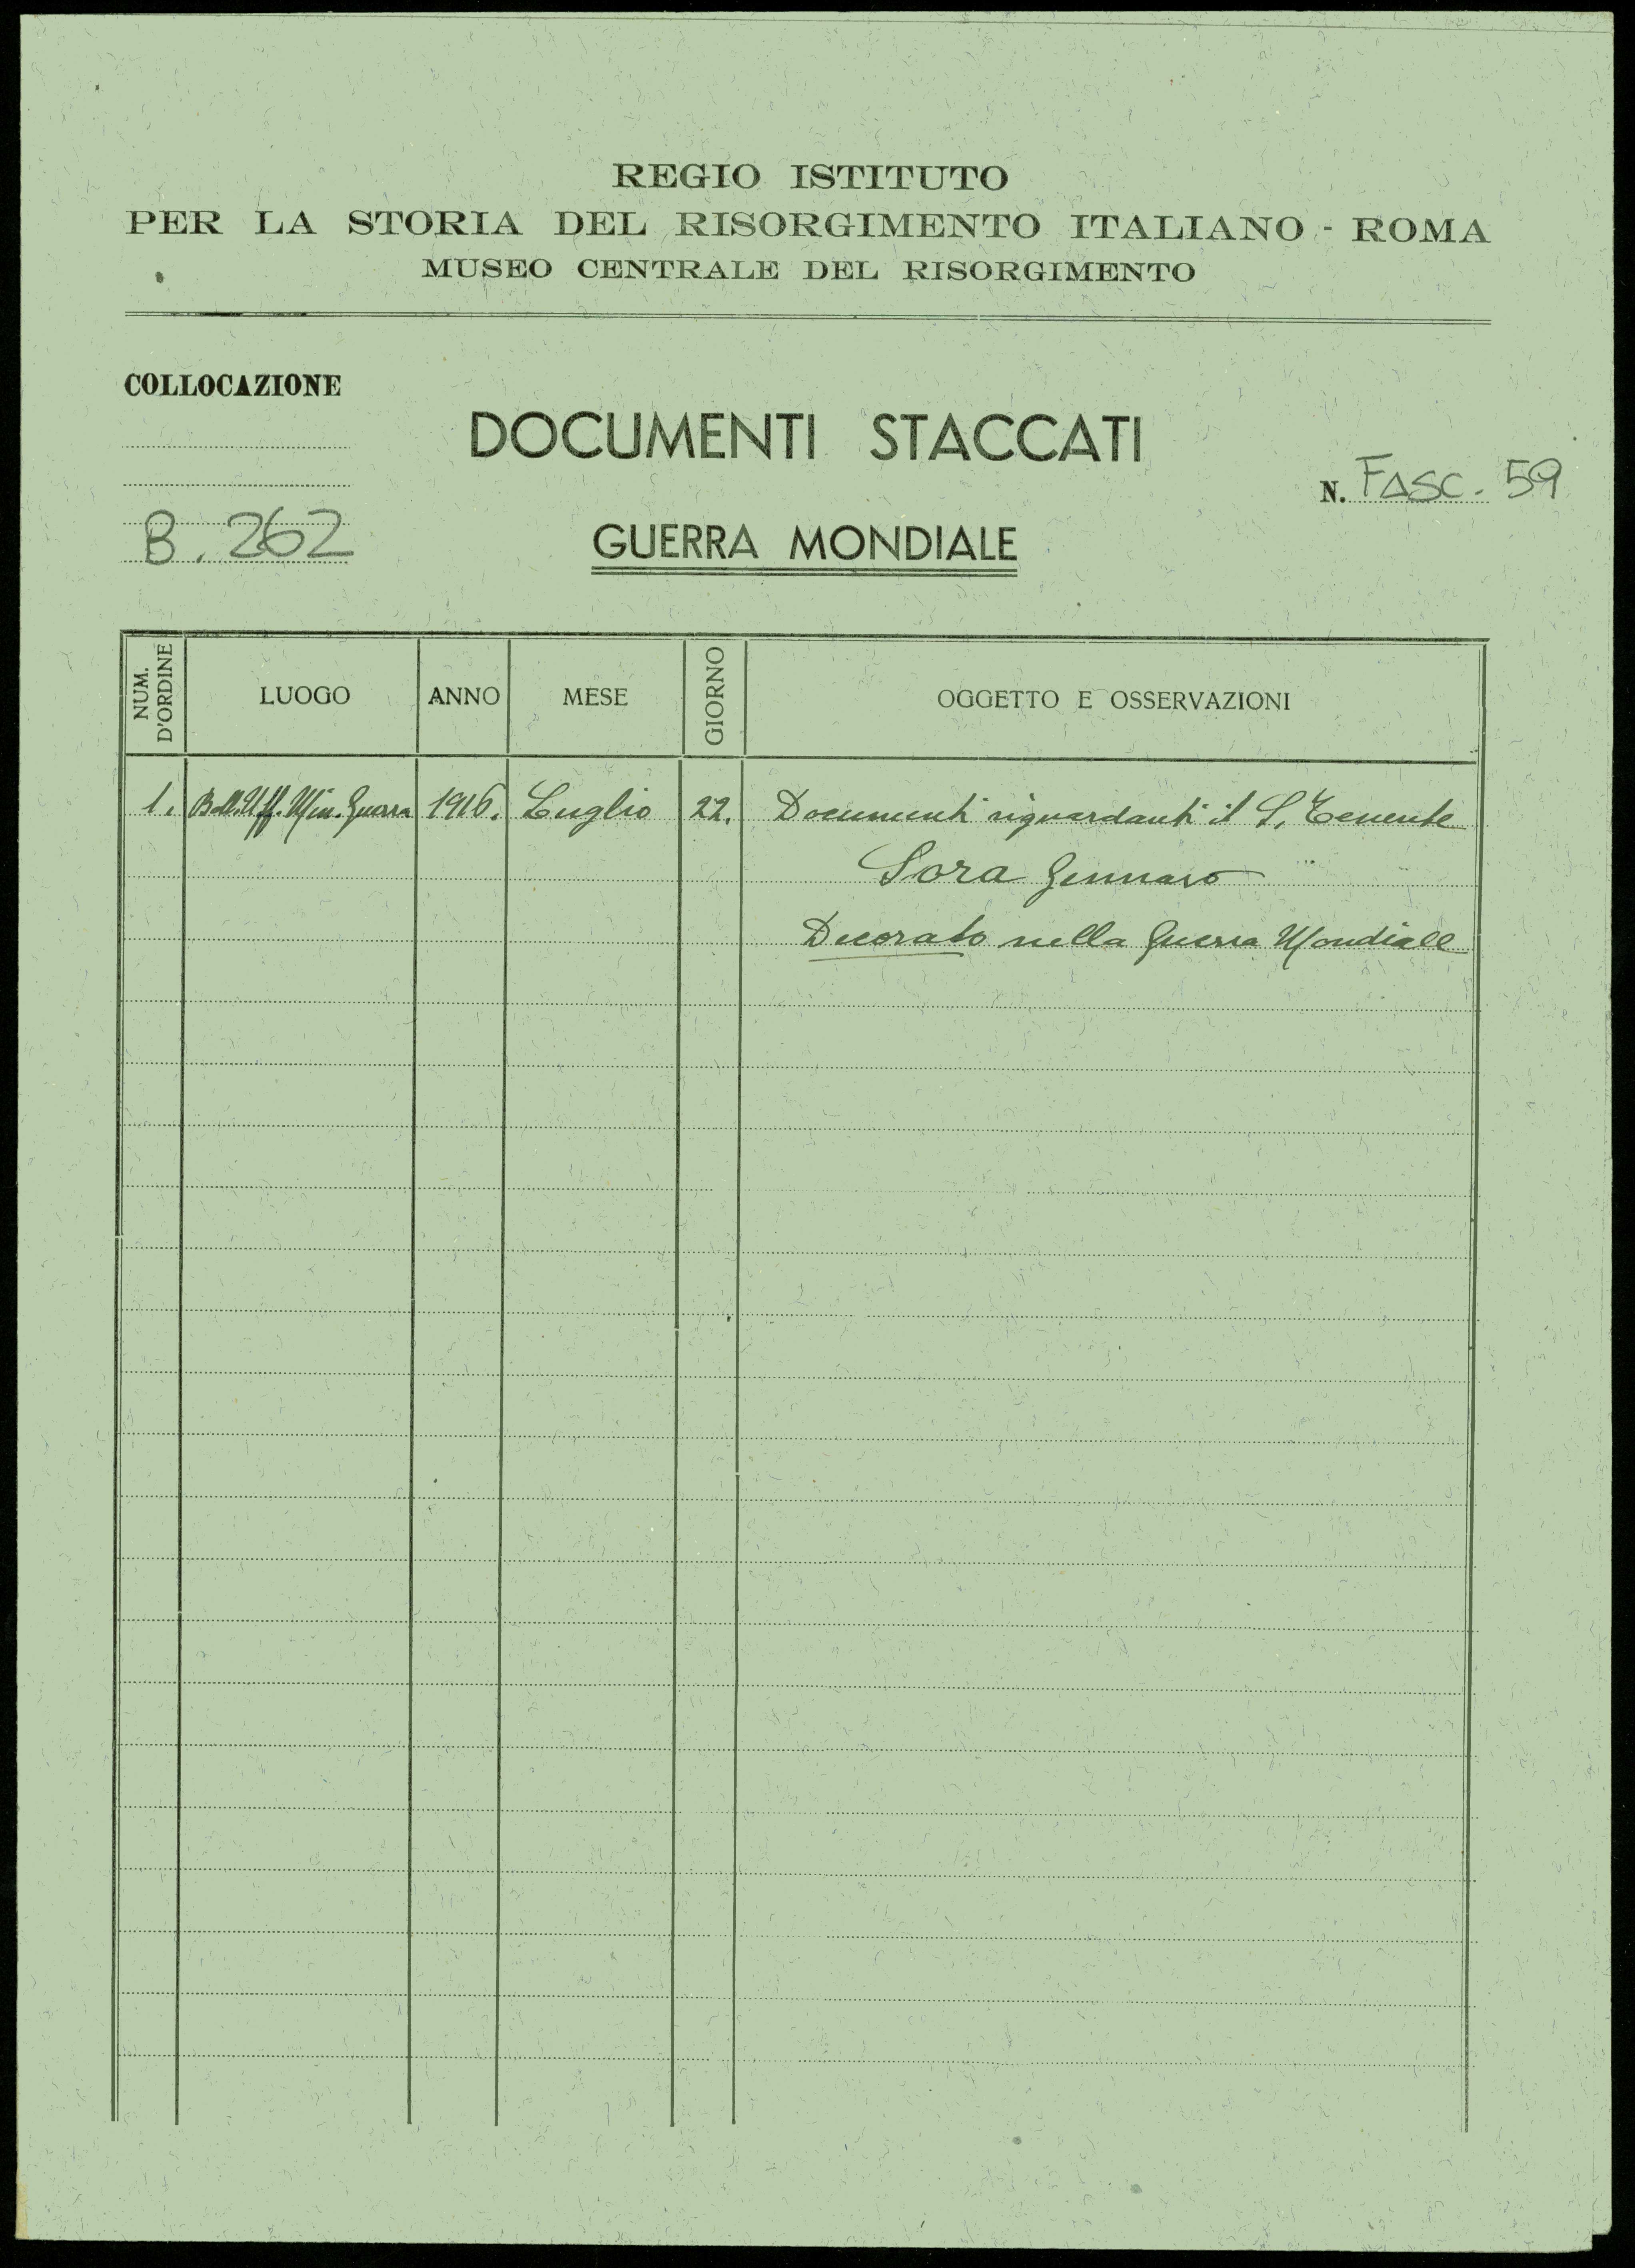 REGIO ISTITUTO
PER LA STORIA DEL RISORGIMENTO ITALIANO - ROMA
MUSEO CENTRALE DEL RISORGIMENTO
COLLOCAZIONE
DOCUMENTI STACCATI
N. FASC. 59
B. 262
GUERRA MONDIALE
NUM. D'ORDINE LUOGO ANNO MESE GIORNO OGGETTO E OSSERVAZIONI
1. Boll. Uff. Min. Guerra 1916. Luglio 22. Documenti riguardanti il S. Tenente
Sora Gennaro
Decorato nella Guerra Mondiale